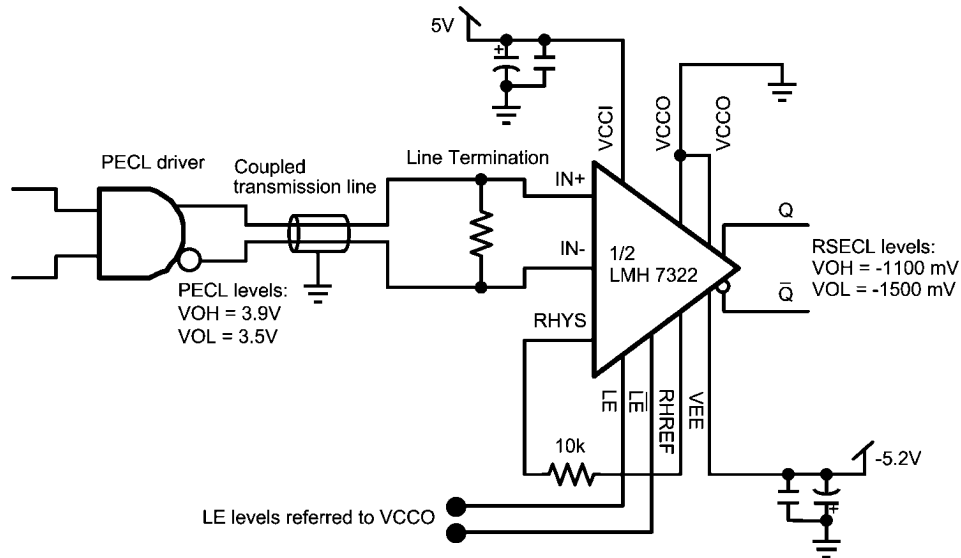 5V
+
VCCI
VCCO
VCCO
PECL driver
Coupled
transmission line
Line Termination
IN+
IN-
RHYS
1/2
LMH 7322
Q
Q̅
RSECL levels:
VOH = -1100 mV
VOL = -1500 mV
PECL levels:
VOH = 3.9V
VOL = 3.5V
LE
L̅E̅
RHREF
VEE
10k
-5.2V
+
LE levels referred to VCCO